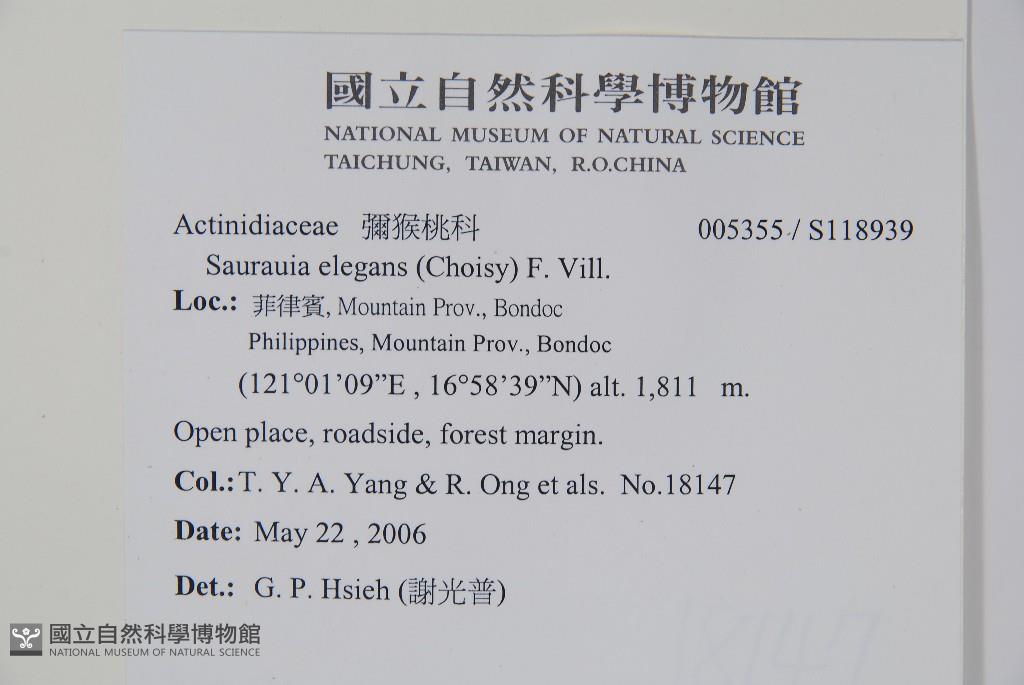 國立自然科學博物館
NATIONAL MUSEUM OF NATURAL SCIENCE
TAICHUNG, TAIWAN, R.O.CHINA
Actinidiaceae 彌猴桃科 005355 / S118939
Saurauia elegans (Choisy) F. Vill.
Loc.: 菲律賓, Mountain Prov., Bondoc
Philippines, Mountain Prov., Bondoc
(121°01’09”E , 16°58’39”N) alt. 1,811 m.
Open place, roadside, forest margin.
Col.: T. Y. A. Yang & R. Ong et als. No.18147
Date: May 22 , 2006
Det.: G. P. Hsieh (謝光普)
18147
國立自然科學博物館
NATIONAL MUSEUM OF NATURAL SCIENCE